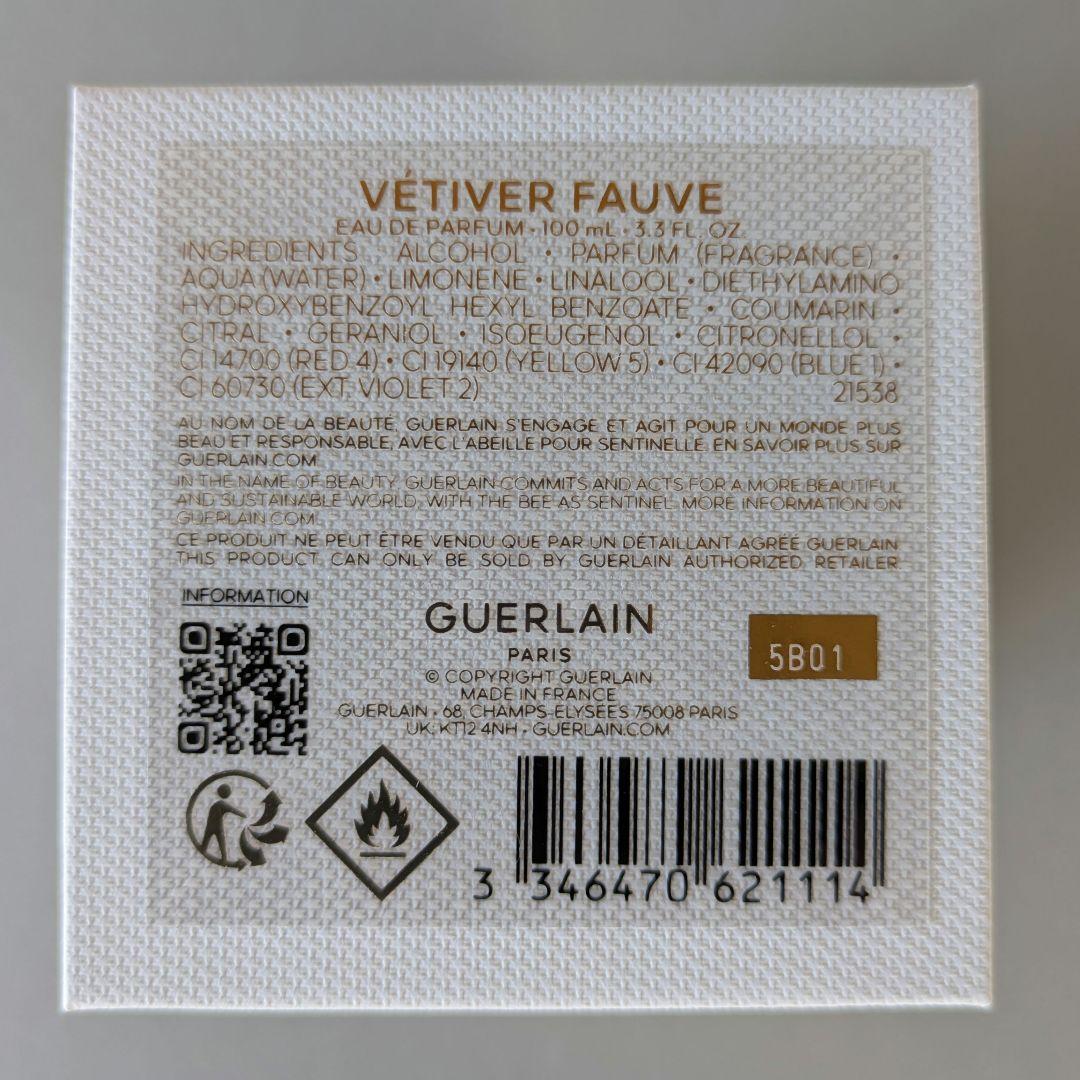 VÉTIVER FAUVE
EAU DE PARFUM • 100 mL • 3.3 FL. OZ.
INGREDIENTS ALCOHOL • PARFUM (FRAGRANCE) •
AQUA (WATER) • LIMONENE • LINALOOL • DIETHYLAMINO
HYDROXYBENZOYL HEXYL BENZOATE • COUMARIN •
CITRAL • GERANIOL • ISOEUGENOL • CITRONELLOL •
CI 14700 (RED 4) • CI 19140 (YELLOW 5) • CI 42090 (BLUE 1) •
CI 60730 (EXT. VIOLET 2) 21538
AU NOM DE LA BEAUTÉ, GUERLAIN S'ENGAGE ET AGIT POUR UN MONDE PLUS
BEAU ET RESPONSABLE, AVEC L'ABEILLE POUR SENTINELLE. EN SAVOIR PLUS SUR
GUERLAIN.COM.
IN THE NAME OF BEAUTY, GUERLAIN COMMITS AND ACTS FOR A MORE BEAUTIFUL
AND SUSTAINABLE WORLD, WITH THE BEE AS SENTINEL. MORE INFORMATION ON
GUERLAIN.COM.
CE PRODUIT NE PEUT ÊTRE VENDU QUE PAR UN DÉTAILLANT AGRÉÉ GUERLAIN
THIS PRODUCT CAN ONLY BE SOLD BY GUERLAIN AUTHORIZED RETAILER
INFORMATION
GUERLAIN
PARIS
5B01
© COPYRIGHT GUERLAIN
MADE IN FRANCE
GUERLAIN • 68, CHAMPS-ELYSÉES 75008 PARIS
UK: KT12 4NH • GUERLAIN.COM
3 346470 621114